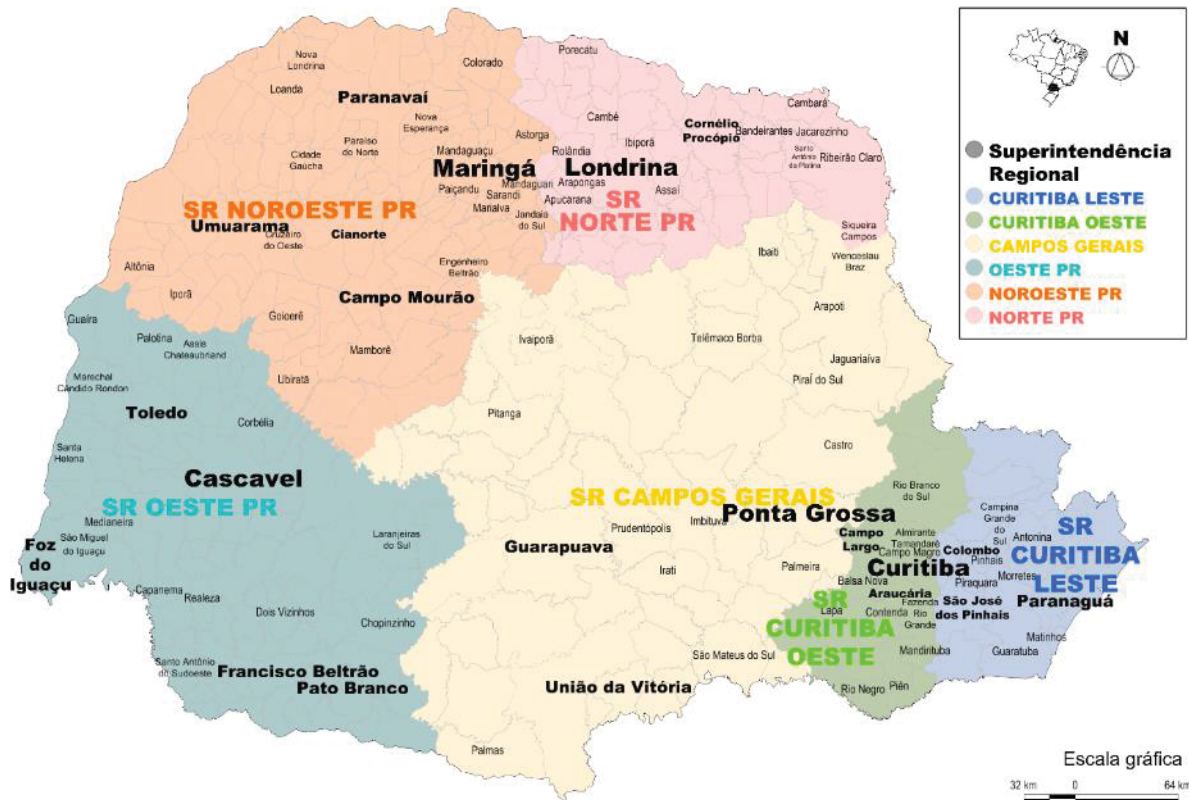 N
Superintendência
Regional
CURITIBA LESTE
CURITIBA OESTE
CAMPOS GERAIS
OESTE PR
NOROESTE PR
NORTE PR
Nova
Londrina
Loanda
Colorado
Paranavaí
Nova
Esperança
Paraíso
do Norte
Cidade
Gaúcha
Mandaguaçu
Astorga
Maringá
Paiçandu
Sarandi
Mandaguari
Marialva
Jandaia
do Sul
SR NOROESTE PR
Umuarama
Cruzeiro
do Oeste
Cianorte
Engenheiro
Beltrão
Altônia
Iporã
Campo Mourão
Goioerê
Mamborê
Ubiratã
Porecatu
Cambé
Ibiporã
Rolândia
Londrina
Arapongas
Apucarana
Assaí
SR
NORTE PR
Cornélio
Procópio
Bandeirantes
Cambará
Jacarezinho
Santo
Antônio
da Platina
Ribeirão Claro
Siqueira
Campos
Ibaiti
Wenceslau
Braz
Arapoti
Ivaiporã
Telêmaco Borba
Jaguariaíva
Piraí do Sul
Pitanga
Castro
SR CAMPOS GERAIS
Ponta Grossa
Prudentópolis
Imbituva
Guarapuava
Irati
Palmeira
São Mateus do Sul
União da Vitória
Palmas
Guaíra
Palotina
Assis
Chateaubriand
Marechal
Cândido Rondon
Toledo
Corbélia
Santa
Helena
Cascavel
SR OESTE PR
Medianeira
São Miguel
do Iguaçu
Foz
do
Iguaçu
Laranjeiras
do Sul
Capanema
Realeza
Dois Vizinhos
Chopinzinho
Santo Antônio
do Sudoeste
Francisco Beltrão
Pato Branco
Rio Branco
do Sul
Campo
Largo
Almirante
Tamandaré
Campo Magro
Curitiba
Balsa Nova
Araucária
Fazenda
Rio
Grande
Lapa
Contenda
SR
CURITIBA
OESTE
Mandirituba
Rio Negro
Piên
Campina
Grande
do
Sul
Colombo
Pinhais
Piraquara
São José
dos Pinhais
Antonina
Morretes
SR
CURITIBA
LESTE
Paranaguá
Matinhos
Guaratuba
Escala gráfica
32 km
0
64 km